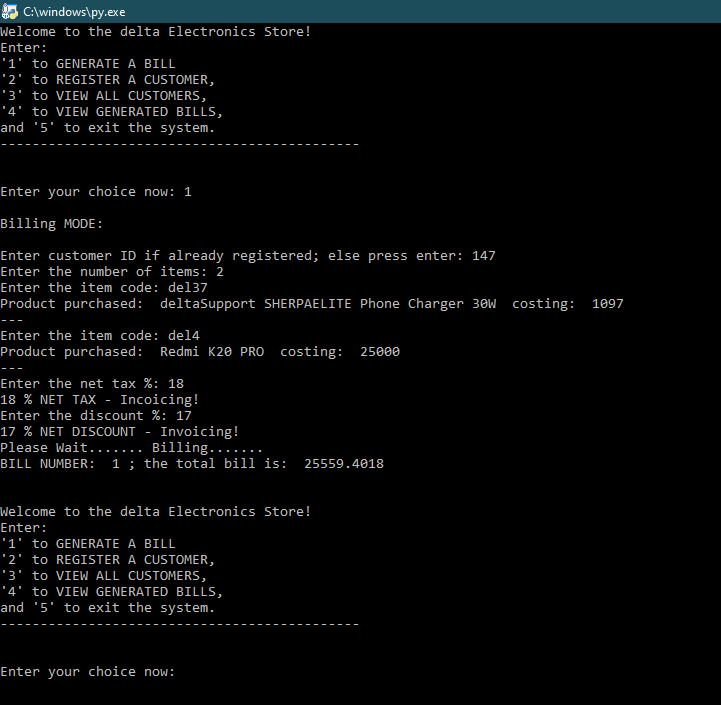 C:\windows\py.exe
Welcome to the delta Electronics Store!
Enter:
'1' to GENERATE A BILL
'2' to REGISTER A CUSTOMER,
'3' to VIEW ALL CUSTOMERS,
'4' to VIEW GENERATED BILLS,
and '5' to exit the system.
---------------------------------------------
Enter your choice now: 1
Billing MODE:
Enter customer ID if already registered; else press enter: 147
Enter the number of items: 2
Enter the item code: del37
Product purchased:  deltaSupport SHERPAELITE Phone Charger 30W  costing:  1097
---
Enter the item code: del4
Product purchased:  Redmi K20 PRO  costing:  25000
---
Enter the net tax %: 18
18 % NET TAX - Incoicing!
Enter the discount %: 17
17 % NET DISCOUNT - Invoicing!
Please Wait....... Billing.......
BILL NUMBER:  1 ; the total bill is:  25559.4018
Welcome to the delta Electronics Store!
Enter:
'1' to GENERATE A BILL
'2' to REGISTER A CUSTOMER,
'3' to VIEW ALL CUSTOMERS,
'4' to VIEW GENERATED BILLS,
and '5' to exit the system.
---------------------------------------------
Enter your choice now: